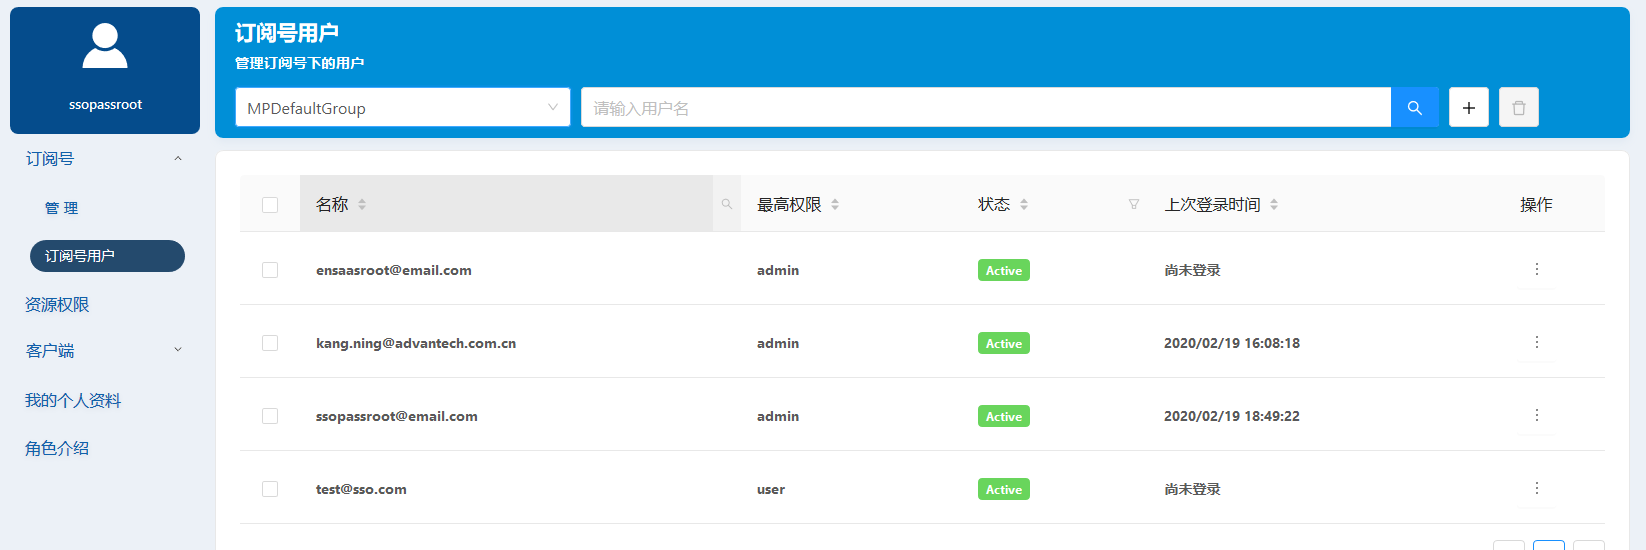 ssopassroot
订阅号
管 理
订阅号用户
资源权限
客户端
我的个人资料
角色介绍
订阅号用户
管理订阅号下的用户
MPDefaultGroup 请输入用户名
名称 最高权限 状态 上次登录时间 操作
ensaasroot@email.com admin Active 尚未登录
kang.ning@advantech.com.cn admin Active 2020/02/19 16:08:18
ssopassroot@email.com admin Active 2020/02/19 18:49:22
test@sso.com user Active 尚未登录